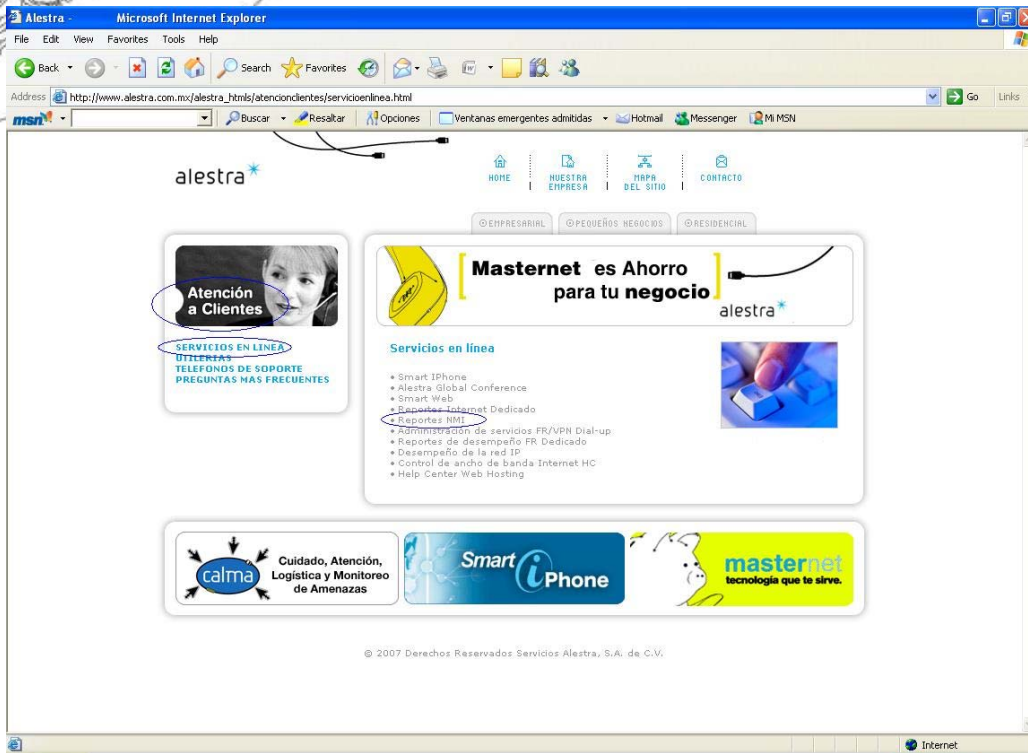 Alestra - Microsoft Internet Explorer
File Edit View Favorites Tools Help
Back Search Favorites
Address http://www.alestra.com.mx/alestra_htmls/atencionclientes/servicioenlinea.html Go Links
msn Buscar Resaltar Opciones Ventanas emergentes admitidas Hotmail Messenger Mi MSN
alestra
HOME
NUESTRA EMPRESA
MAPA DEL SITIO
CONTACTO
EMPRESARIAL PEQUEÑOS NEGOCIOS RESIDENCIAL
Atención
a Clientes
SERVICIOS EN LINEA
UTILERIAS
TELEFONOS DE SOPORTE
PREGUNTAS MAS FRECUENTES
[Masternet es Ahorro
para tu negocio]
alestra
Servicios en línea
• Smart IPhone
• Alestra Global Conference
• Smart Web
• Reportes Internet Dedicado
• Reportes NMI
• Administración de servicios FR/VPN Dial-up
• Reportes de desempeño FR Dedicado
• Desempeño de la red IP
• Control de ancho de banda Internet HC
• Help Center Web Hosting
calma
Cuidado, Atención,
Logística y Monitoreo
de Amenazas
Smart iPhone
masternet
tecnología que te sirve.
© 2007 Derechos Reservados Servicios Alestra, S.A. de C.V.
Internet